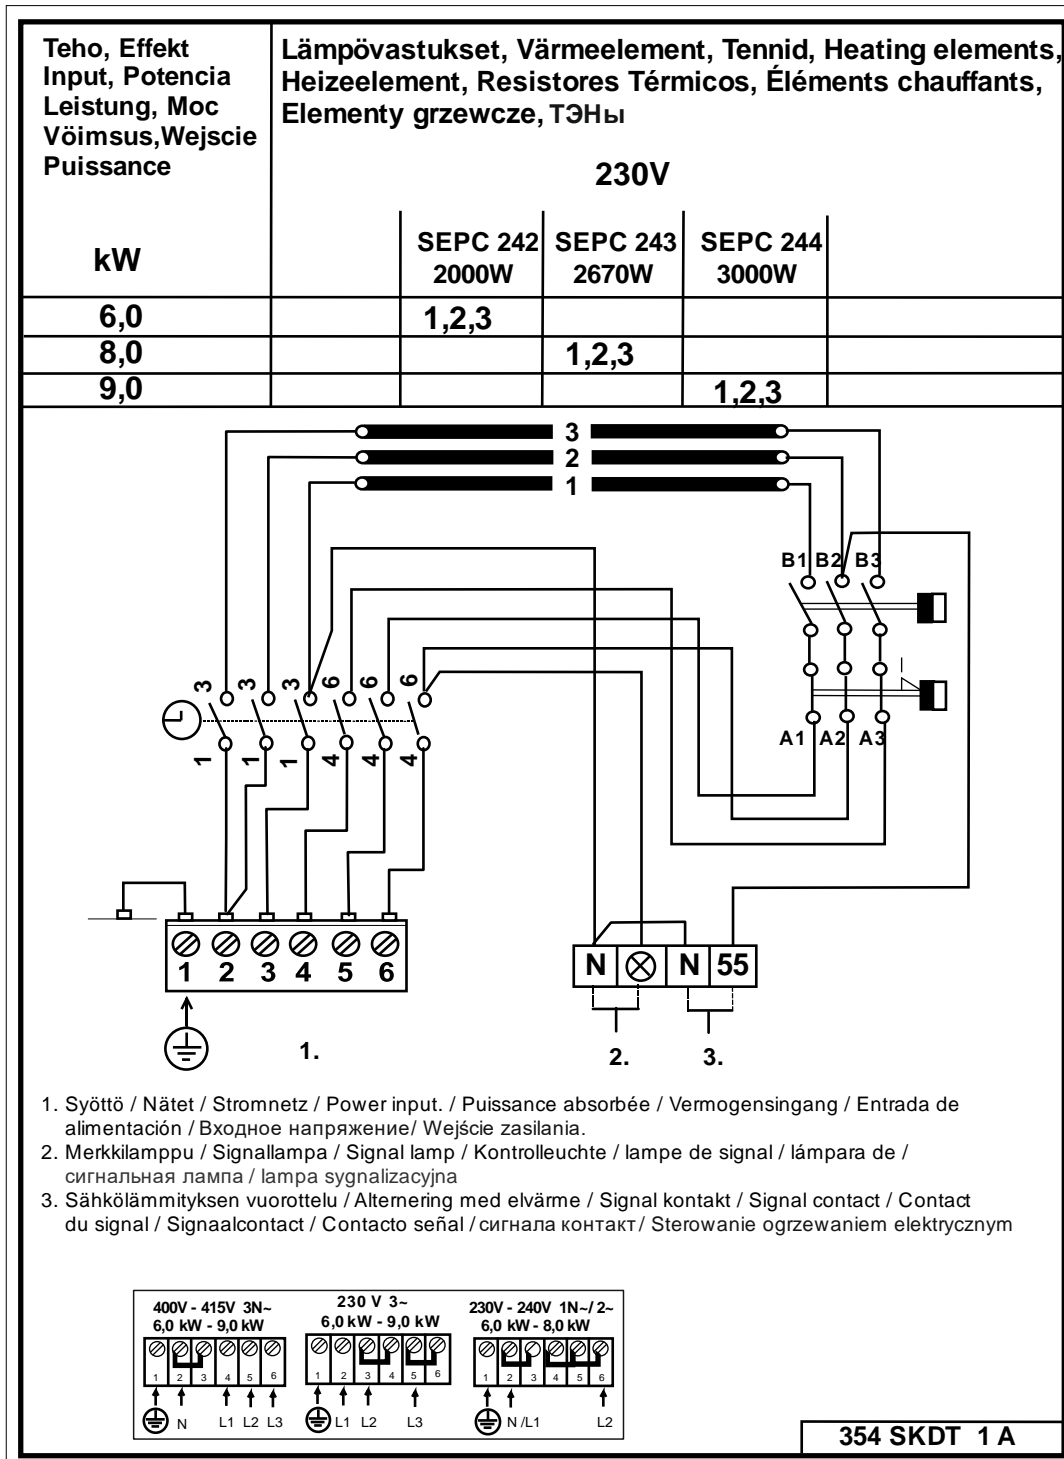 Teho, Effekt
Input, Potencia
Leistung, Moc
Vöimsus,Wejscie
Puissance
Lämpövastukset, Värmeelement, Tennid, Heating elements,
Heizeelement, Resistores Térmicos, Éléments chauffants,
Elementy grzewcze, ТЭНы
230V
kW
SEPC 242 SEPC 243 SEPC 244
2000W 2670W 3000W
6,0 1,2,3
8,0 1,2,3
9,0 1,2,3
3
2
1
B1 B2 B3
3 3 3 6 6 6
1 1 1 4 4 4
A1 A2 A3
1 2 3 4 5 6
N N 55
1.
2. 3.
1. Syöttö / Nätet / Stromnetz / Power input. / Puissance absorbée / Vermogensingang / Entrada de
alimentación / Входное напряжение/ Wejście zasilania.
2. Merkkilamppu / Signallampa / Signal lamp / Kontrolleuchte / lampe de signal / lámpara de /
сигнальная лампа / lampa sygnalizacyjna
3. Sähkölämmityksen vuorottelu / Alternering med elvärme / Signal kontakt / Signal contact / Contact
du signal / Signaalcontact / Contacto señal / сигнала контакт / Sterowanie ogrzewaniem elektrycznym
400V - 415V 3N~
6,0 kW - 9,0 kW
1 2 3 4 5 6
N L1 L2 L3
230 V 3~
6,0 kW - 9,0 kW
1 2 3 4 5 6
L1 L2 L3
230V - 240V 1N~/ 2~
6,0 kW - 8,0 kW
1 2 3 4 5 6
N /L1 L2
354 SKDT 1 A